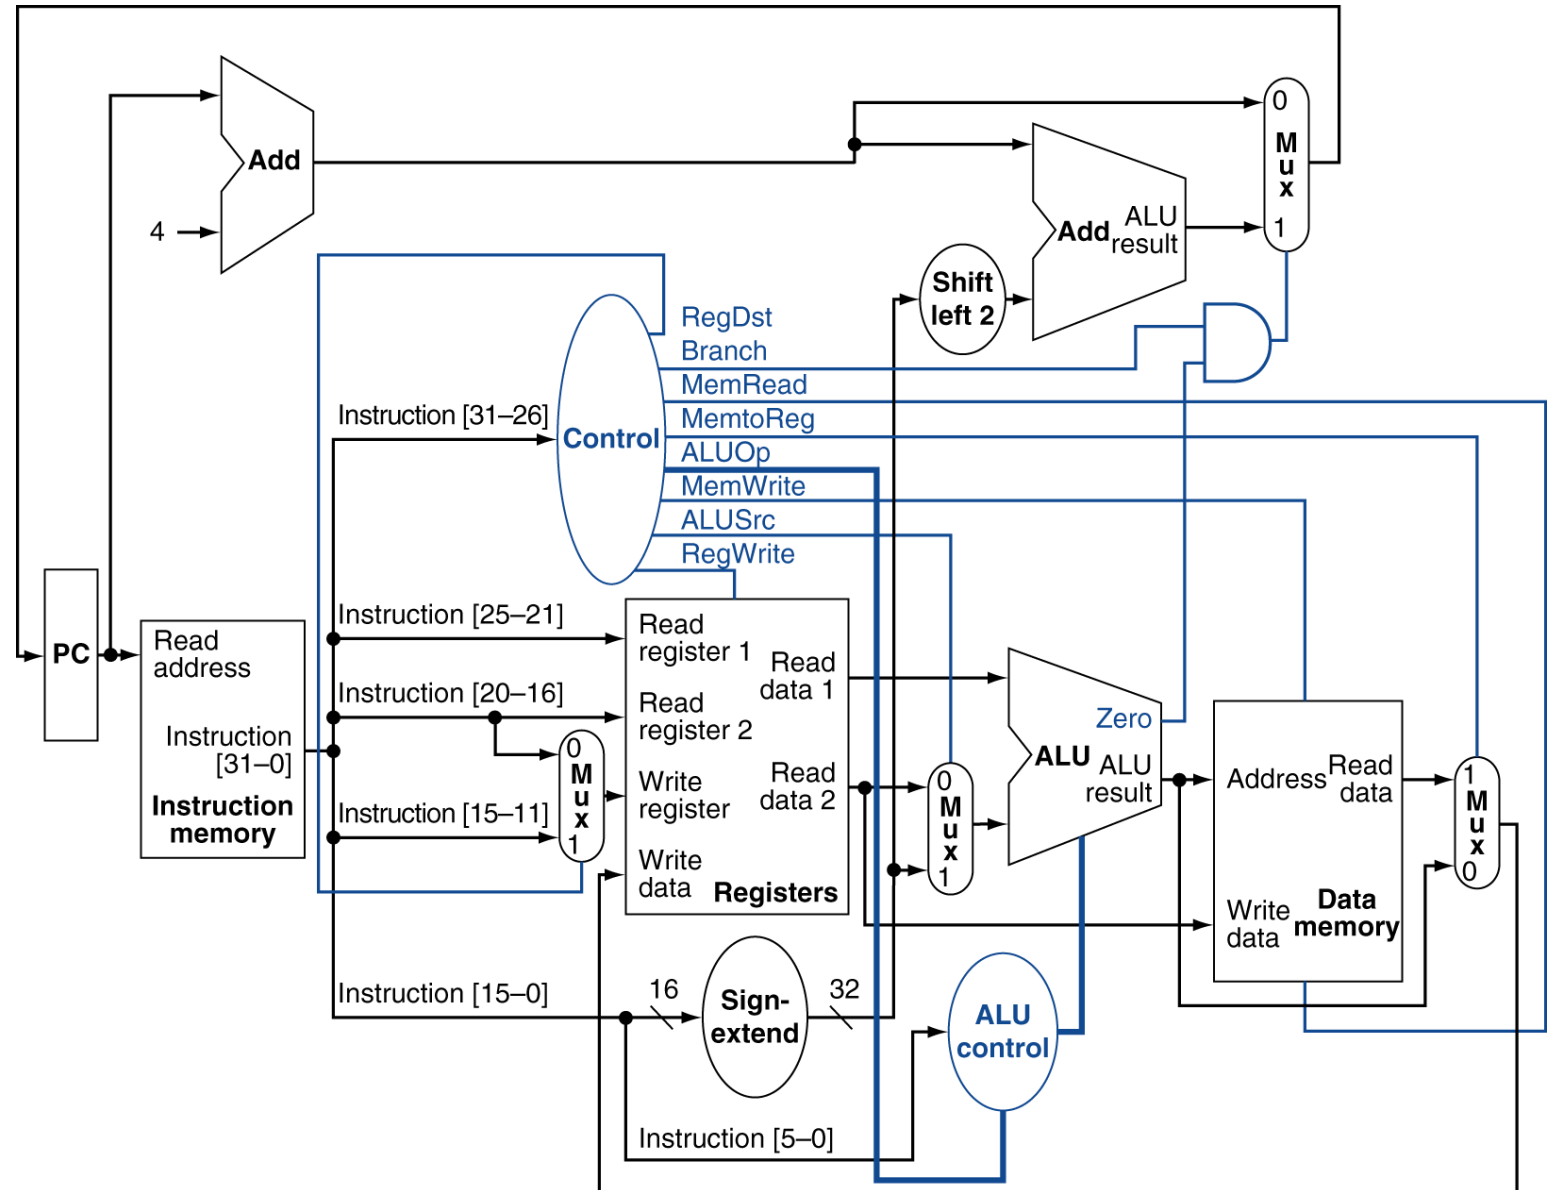 0
M
u
x
1
Add
4
Add
ALU
result
Shift
left 2
RegDst
Branch
MemRead
MemtoReg
ALUOp
MemWrite
ALUSrc
RegWrite
Control
Instruction [31–26]
Instruction [25–21]
Instruction [20–16]
Instruction [15–11]
Instruction [15–0]
Instruction [5–0]
PC
Read
address
Instruction
[31–0]
Instruction
memory
0
M
u
x
1
Read
register 1
Read
register 2
Write
register
Write
data
Read
data 1
Read
data 2
Registers
0
M
u
x
1
Zero
ALU
ALU
result
Address
Read
data
Write
data
Data
memory
1
M
u
x
0
16
Sign-
extend
32
ALU
control